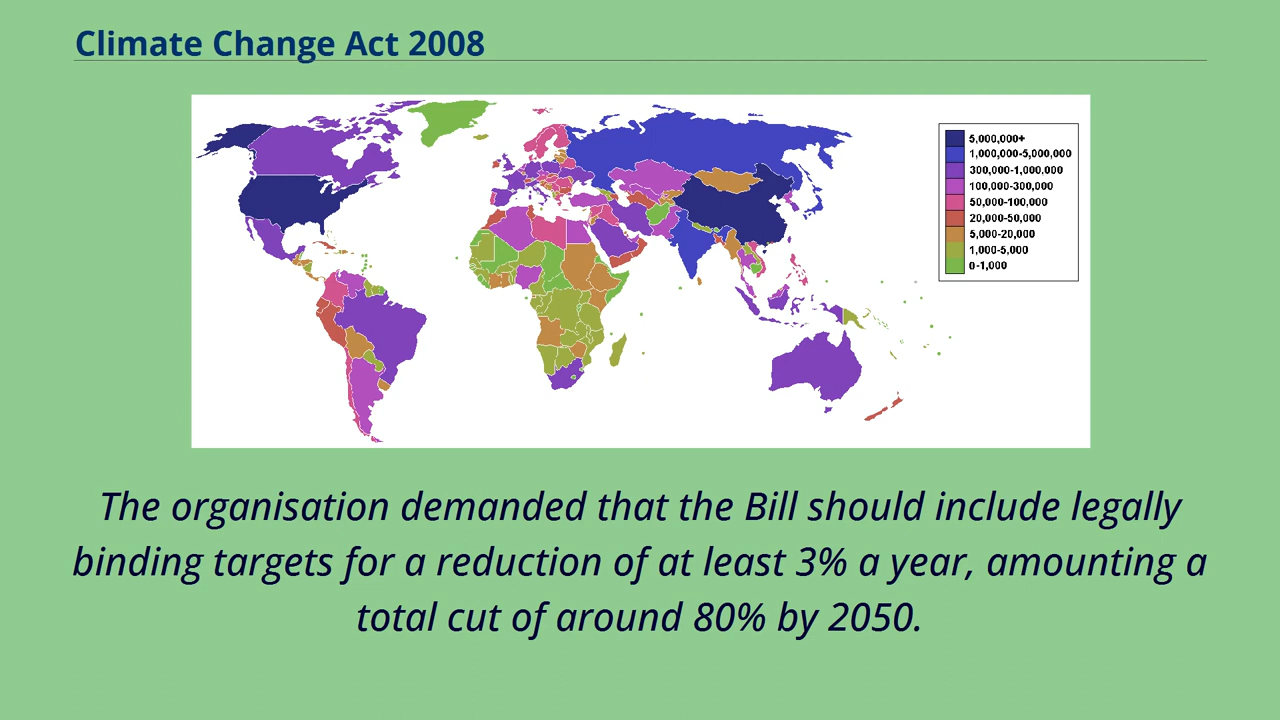 Climate Change Act 2008
5,000,000+
1,000,000-5,000,000
300,000-1,000,000
100,000-300,000
50,000-100,000
20,000-50,000
5,000-20,000
1,000-5,000
0-1,000
The organisation demanded that the Bill should include legally
binding targets for a reduction of at least 3% a year, amounting a
total cut of around 80% by 2050.